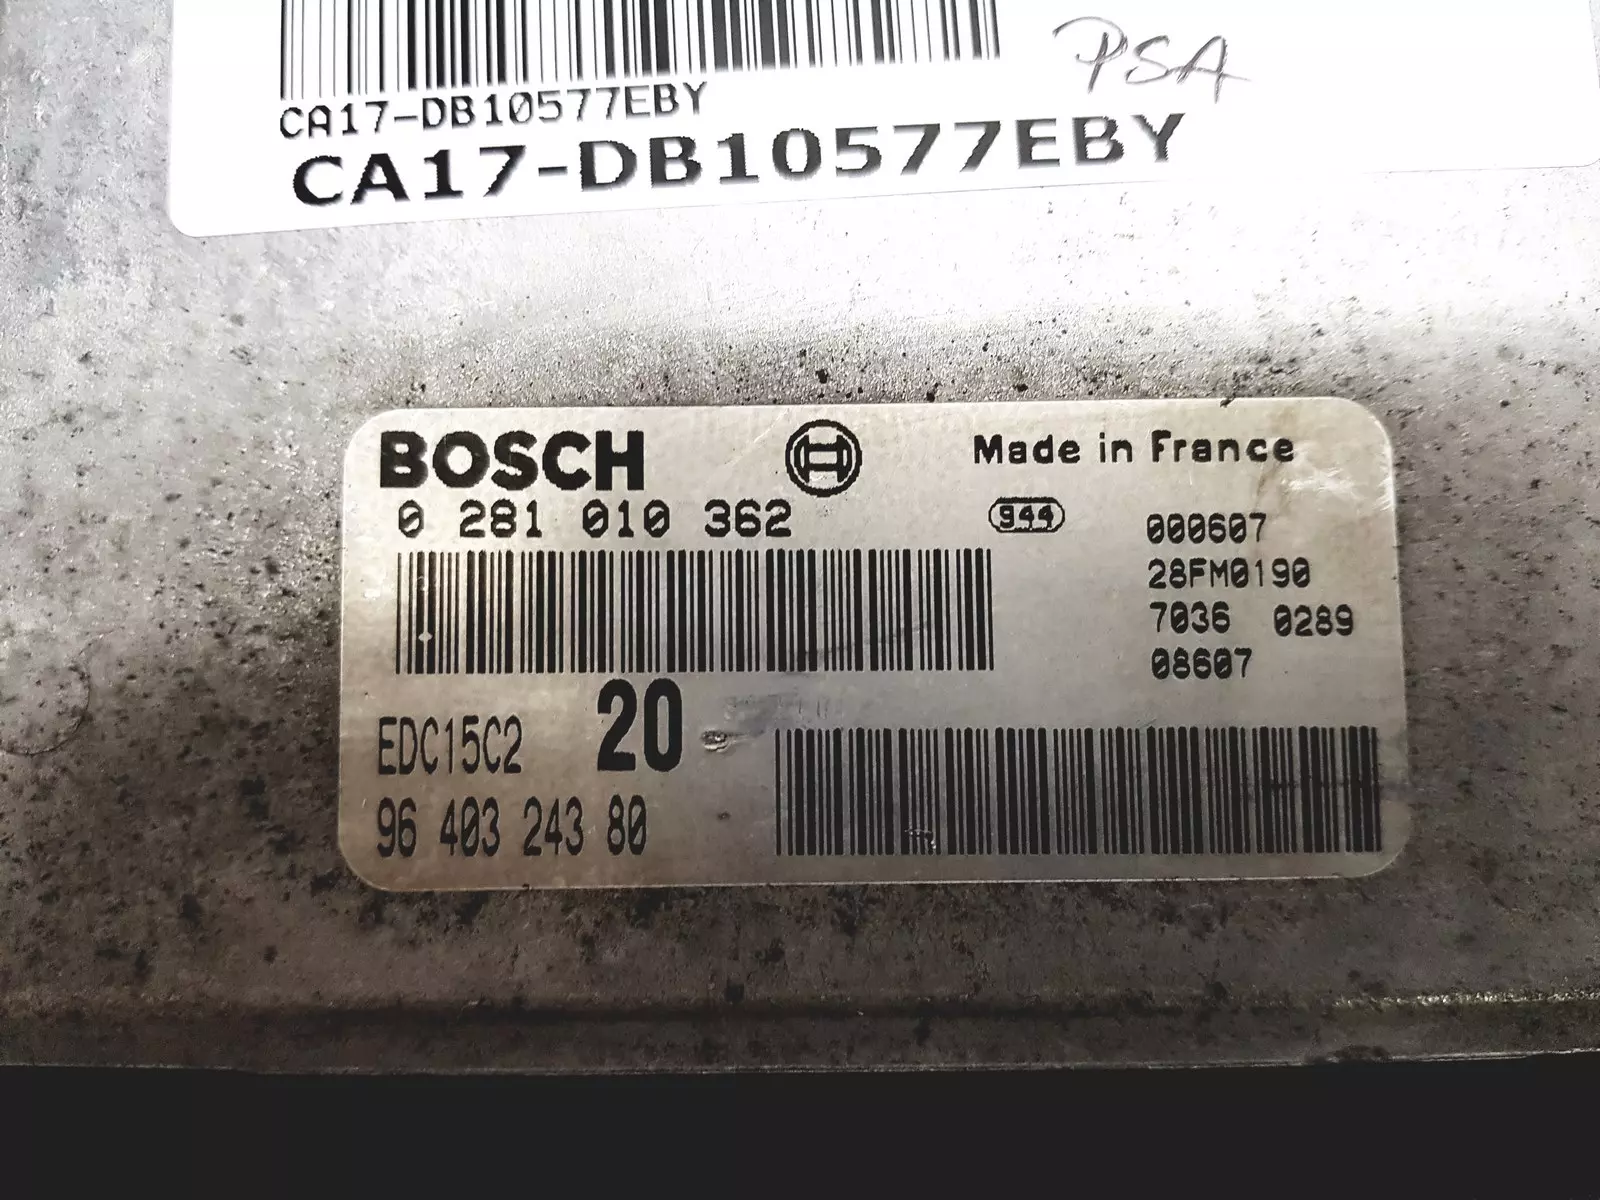 PSA
CA17-DB10577EBY
CA17-DB10577EBY
BOSCH
Made in France
0 281 010 362
944
000607
28FM0190
7036 0289
08607
EDC15C2 20
96 403 243 80